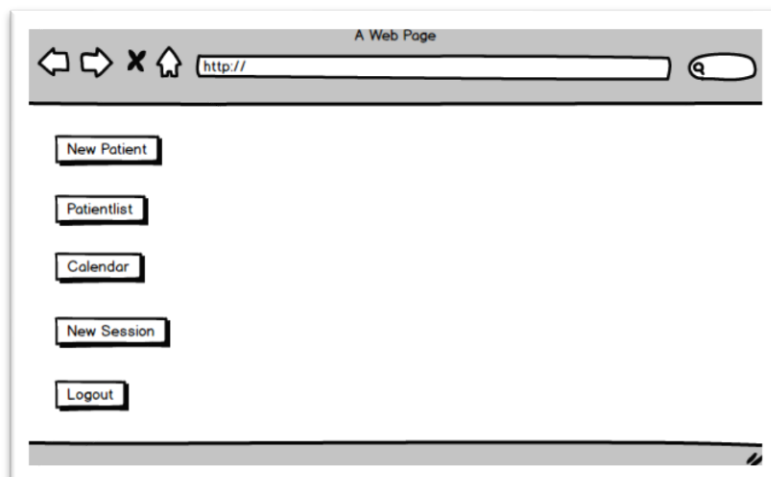 A Web Page
http://
New Patient
Patientlist
Calendar
New Session
Logout